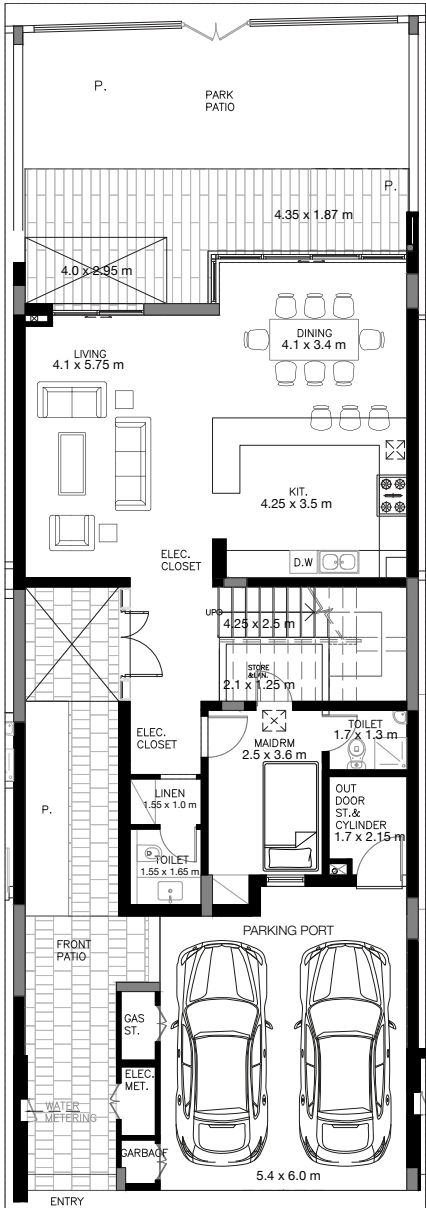 P.
PARK
PATIO
P.
4.35 x 1.87 m
4.0 x 2.95 m
DINING
4.1 x 3.4 m
LIVING
4.1 x 5.75 m
KIT.
4.25 x 3.5 m
ELEC.
CLOSET
D.W
UP
4.25 x 2.5 m
STORE
&LAN.
2.1 x 1.25 m
ELEC.
CLOSET
MAIDRM
2.5 x 3.6 m
TOILET
1.7 x 1.3 m
LINEN
1.55 x 1.0 m
OUT
DOOR
ST.&
CYLINDER
1.7 x 2.15 m
P.
TOILET
1.55 x 1.65 m
FRONT
PATIO
PARKING PORT
GAS
ST.
ELEC.
MET.
WATER
METERING
GARBAGE
5.4 x 6.0 m
ENTRY